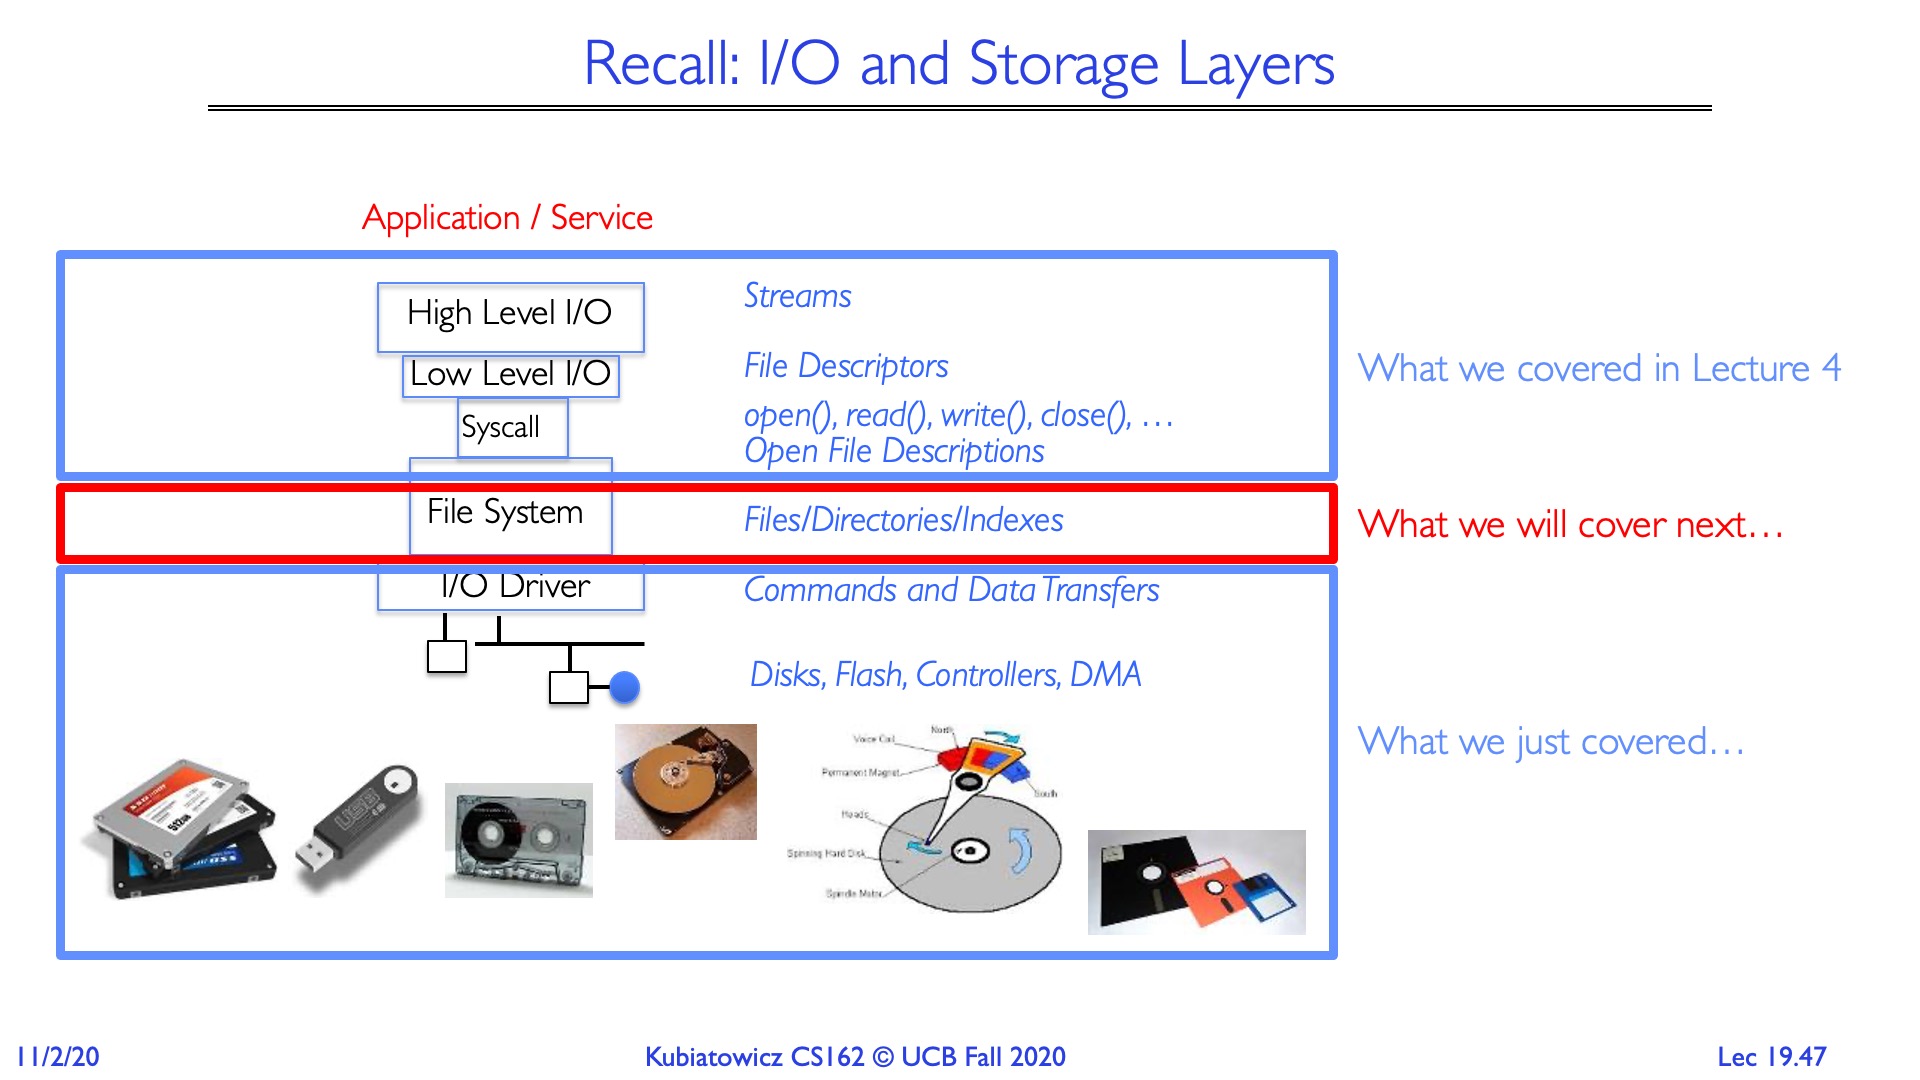 Recall: I/O and Storage Layers
Application / Service
High Level I/O
Streams
Low Level I/O
File Descriptors
What we covered in Lecture 4
Syscall
open(), read(), write(), close(), …
Open File Descriptions
File System
Files/Directories/Indexes
What we will cover next…
I/O Driver
Commands and Data Transfers
Disks, Flash, Controllers, DMA
What we just covered…
North
Voice Coil
Permanent Magnet
South
Heads
Spinning Hard Disk
Spindle Motor
512GB
SSD
USB
11/2/20
Kubiatowicz CS162 © UCB Fall 2020
Lec 19.47